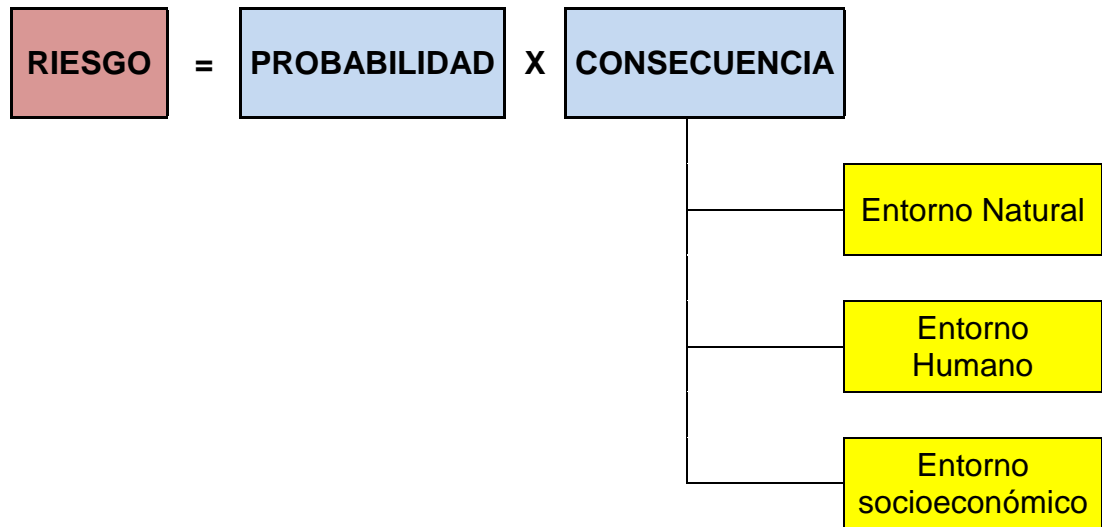 RIESGO = PROBABILIDAD X CONSECUENCIA
Entorno Natural
Entorno
Humano
Entorno
socioeconómico